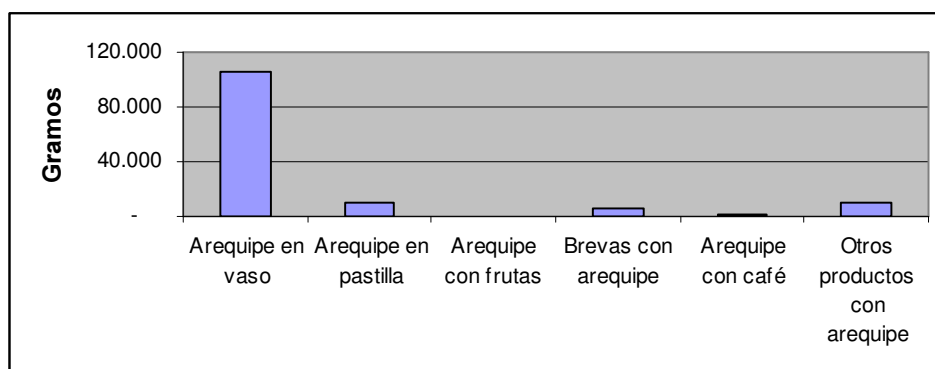 120.000
80.000
40.000
-
Gramos
Arequipe en
vaso
Arequipe en
pastilla
Arequipe
con frutas
Brevas con
arequipe
Arequipe
con café
Otros
productos
con
arequipe